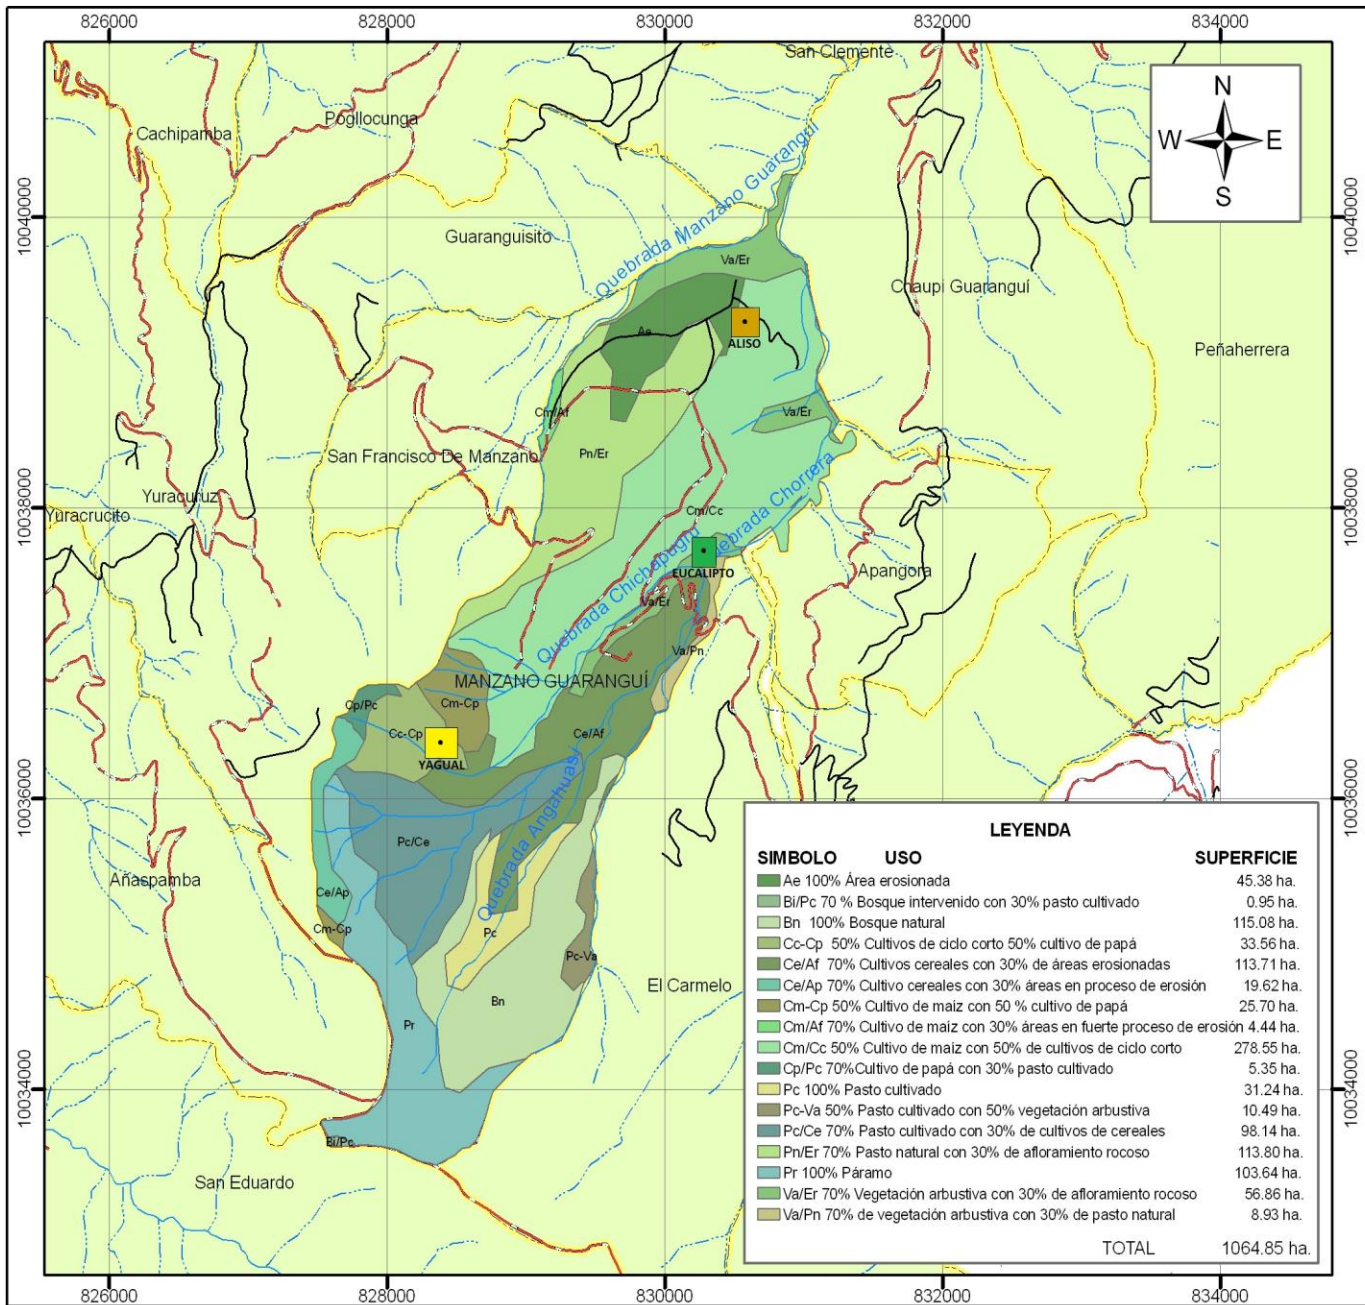 826000 828000 830000 832000 834000
San Clemente
N
Pogllocunga
Cachipamba
W E
S
10040000 10040000
Quebrada Manzano Guaranguí
Guaranguisito
Va/Er
Chaupi Guaranguí
Ae
ALISO
Peñaherrera
Cm/Af
Va/Er
San Francisco De Manzano
Pn/Er
Quebrada Chorrera
Yuracuruz
10038000 10038000
Yuracrucito
Cm/Cc
Quebrada Chichapugru
EUCALIPTO
Apangora
Va/Er
Va/Pn
MANZANO GUARANGUÍ
Cp/Pc
Cm-Cp
Cc-Cp
Ce/Af
YAGUAL
10036000 10036000
Quebrada Angahuasi
Pc/Ce
Añaspamba
Ce/Ap
Cm-Cp
Pc
Pc-Va
El Carmelo
Bn
Pr
10034000 10034000
Bi/Pc
San Eduardo
LEYENDA
SIMBOLO USO SUPERFICIE
Ae 100% Área erosionada 45.38 ha.
Bi/Pc 70 % Bosque intervenido con 30% pasto cultivado 0.95 ha.
Bn 100% Bosque natural 115.08 ha.
Cc-Cp 50% Cultivos de ciclo corto 50% cultivo de papá 33.56 ha.
Ce/Af 70% Cultivos cereales con 30% de áreas erosionadas 113.71 ha.
Ce/Ap 70% Cultivo cereales con 30% áreas en proceso de erosión 19.62 ha.
Cm-Cp 50% Cultivo de maíz con 50 % cultivo de papá 25.70 ha.
Cm/Af 70% Cultivo de maíz con 30% áreas en fuerte proceso de erosión 4.44 ha.
Cm/Cc 50% Cultivo de maíz con 50% de cultivos de ciclo corto 278.55 ha.
Cp/Pc 70%Cultivo de papá con 30% pasto cultivado 5.35 ha.
Pc 100% Pasto cultivado 31.24 ha.
Pc-Va 50% Pasto cultivado con 50% vegetación arbustiva 10.49 ha.
Pc/Ce 70% Pasto cultivado con 30% de cultivos de cereales 98.14 ha.
Pn/Er 70% Pasto natural con 30% de afloramiento rocoso 113.80 ha.
Pr 100% Páramo 103.64 ha.
Va/Er 70% Vegetación arbustiva con 30% de afloramiento rocoso 56.86 ha.
Va/Pn 70% de vegetación arbustiva con 30% de pasto natural 8.93 ha.
TOTAL 1064.85 ha.
826000 828000 830000 832000 834000